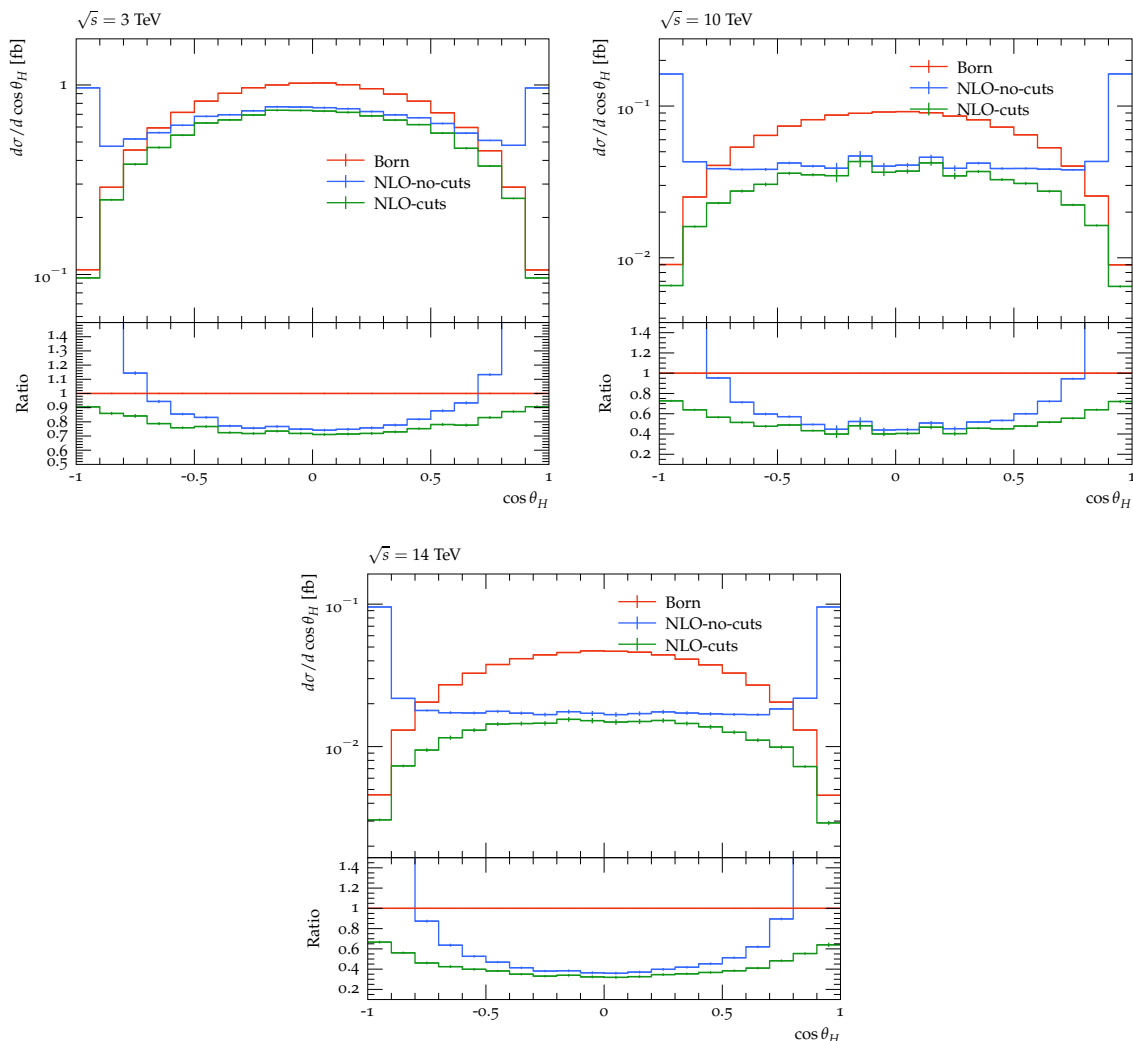 √s = 3 TeV
dσ/d cos θ_H [fb]
1
10⁻¹
Born
NLO-no-cuts
NLO-cuts
Ratio
1.4
1.3
1.2
1.1
1
0.9
0.8
0.7
0.6
0.5
-1 -0.5 0 0.5 1
cos θ_H
√s = 10 TeV
dσ/d cos θ_H [fb]
10⁻¹
10⁻²
Born
NLO-no-cuts
NLO-cuts
Ratio
1.4
1.2
1
0.8
0.6
0.4
0.2
-1 -0.5 0 0.5 1
cos θ_H
√s = 14 TeV
dσ/d cos θ_H [fb]
10⁻¹
10⁻²
Born
NLO-no-cuts
NLO-cuts
Ratio
1.4
1.2
1
0.8
0.6
0.4
0.2
-1 -0.5 0 0.5 1
cos θ_H